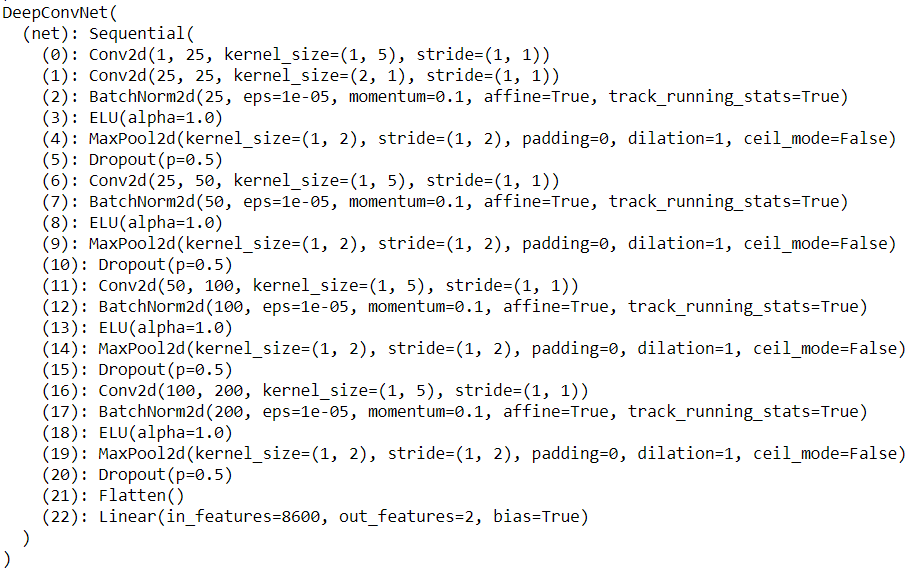 DeepConvNet(
  (net): Sequential(
    (0): Conv2d(1, 25, kernel_size=(1, 5), stride=(1, 1))
    (1): Conv2d(25, 25, kernel_size=(2, 1), stride=(1, 1))
    (2): BatchNorm2d(25, eps=1e-05, momentum=0.1, affine=True, track_running_stats=True)
    (3): ELU(alpha=1.0)
    (4): MaxPool2d(kernel_size=(1, 2), stride=(1, 2), padding=0, dilation=1, ceil_mode=False)
    (5): Dropout(p=0.5)
    (6): Conv2d(25, 50, kernel_size=(1, 5), stride=(1, 1))
    (7): BatchNorm2d(50, eps=1e-05, momentum=0.1, affine=True, track_running_stats=True)
    (8): ELU(alpha=1.0)
    (9): MaxPool2d(kernel_size=(1, 2), stride=(1, 2), padding=0, dilation=1, ceil_mode=False)
    (10): Dropout(p=0.5)
    (11): Conv2d(50, 100, kernel_size=(1, 5), stride=(1, 1))
    (12): BatchNorm2d(100, eps=1e-05, momentum=0.1, affine=True, track_running_stats=True)
    (13): ELU(alpha=1.0)
    (14): MaxPool2d(kernel_size=(1, 2), stride=(1, 2), padding=0, dilation=1, ceil_mode=False)
    (15): Dropout(p=0.5)
    (16): Conv2d(100, 200, kernel_size=(1, 5), stride=(1, 1))
    (17): BatchNorm2d(200, eps=1e-05, momentum=0.1, affine=True, track_running_stats=True)
    (18): ELU(alpha=1.0)
    (19): MaxPool2d(kernel_size=(1, 2), stride=(1, 2), padding=0, dilation=1, ceil_mode=False)
    (20): Dropout(p=0.5)
    (21): Flatten()
    (22): Linear(in_features=8600, out_features=2, bias=True)
  )
)